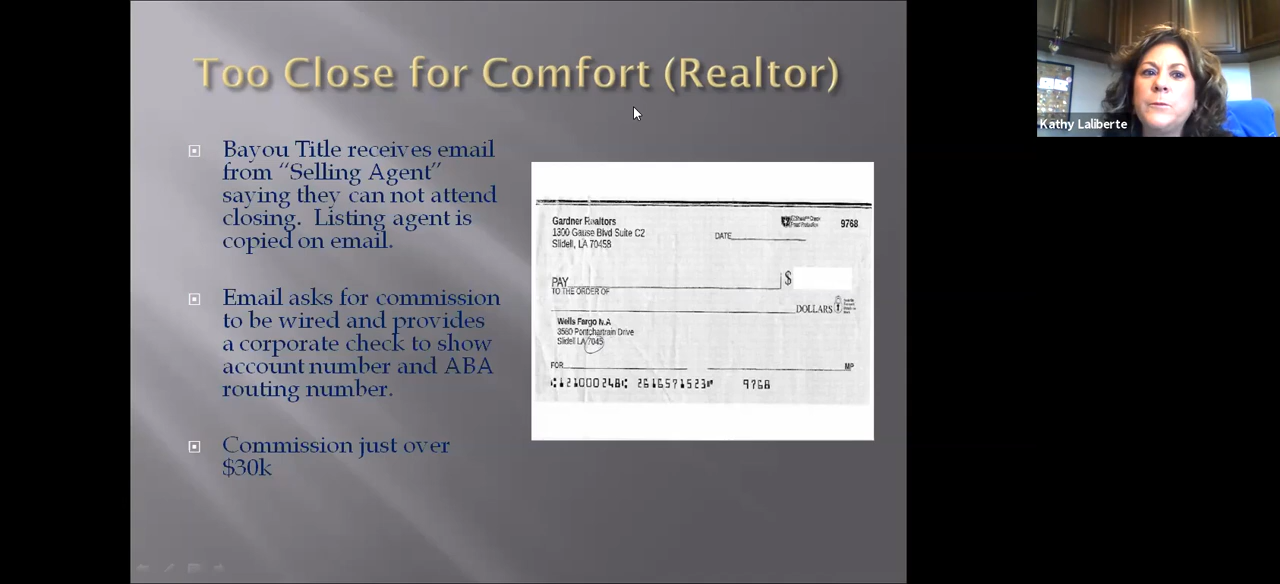 Too Close for Comfort (Realtor)
Bayou Title receives email
from “Selling Agent”
saying they can not attend
closing.  Listing agent is
copied on email.
Email asks for commission
to be wired and provides
a corporate check to show
account number and ABA
routing number.
Commission just over
$30k
Gardner Realtors
1300 Gause Blvd Suite C2
Slidell, LA 70458
9768
DATE
PAY
TO THE ORDER OF
$
DOLLARS
Wells Fargo N.A
3580 Pontchartrain Drive
Slidell LA 7045
FOR
MP
⑆121000248⑆ 2616571523⑈ 9768
Kathy Laliberte